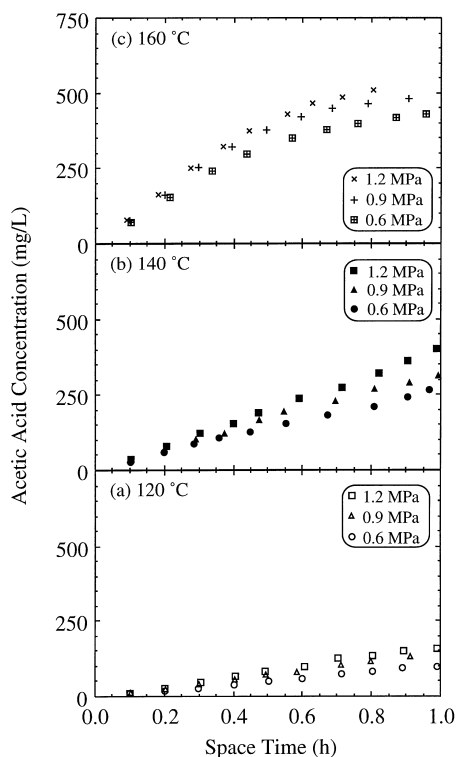 750
(c) 160 °C
500
250
0
1.2 MPa
0.9 MPa
0.6 MPa
(b) 140 °C
500
250
0
1.2 MPa
0.9 MPa
0.6 MPa
(a) 120 °C
500
250
0
1.2 MPa
0.9 MPa
0.6 MPa
0.0 0.2 0.4 0.6 0.8 1.0
Space Time (h)
Acetic Acid Concentration (mg/L)